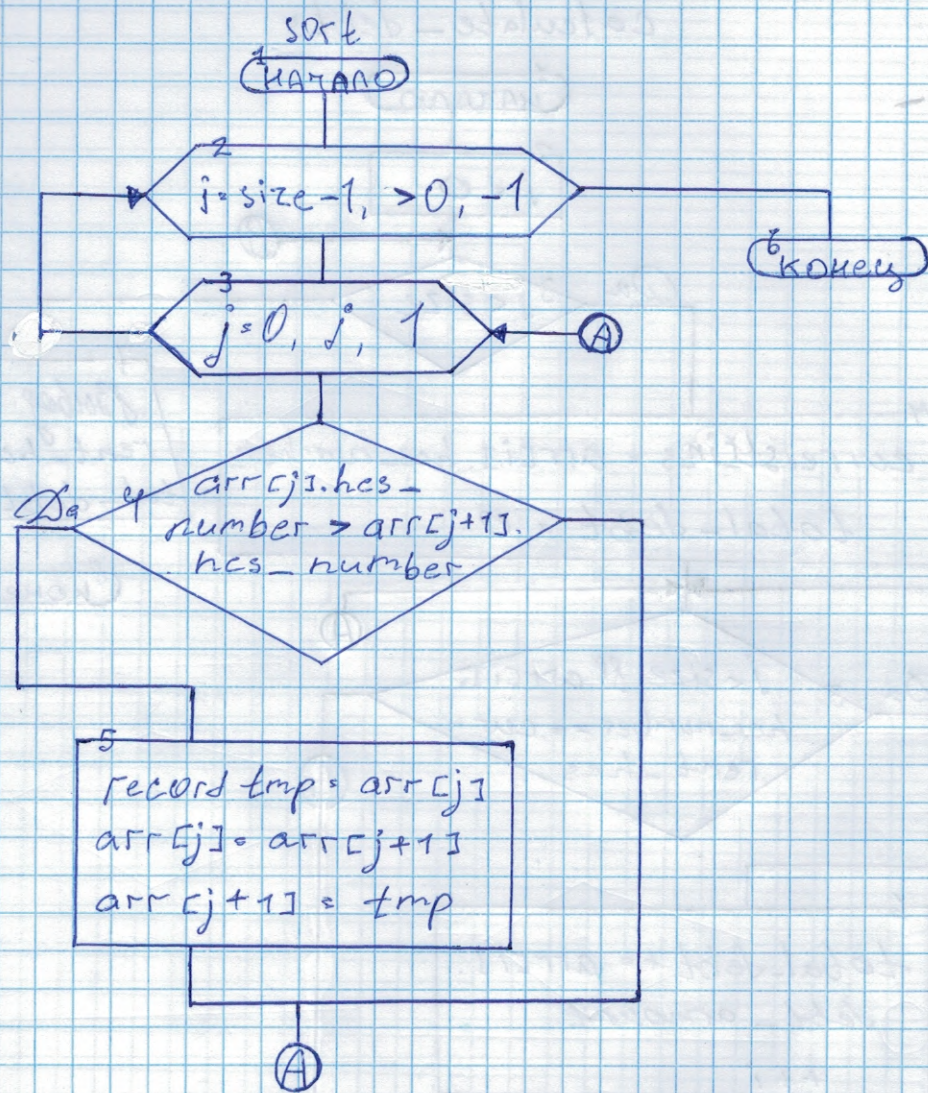 sort
1
начало
2
j=size-1, >0, -1
6
конец
3
j=0, j, 1
A
Да 4
arr[j].hcs_
number > arr[j+1].
hcs_number
5
record tmp = arr[j]
arr[j] = arr[j+1]
arr[j+1] = tmp
A